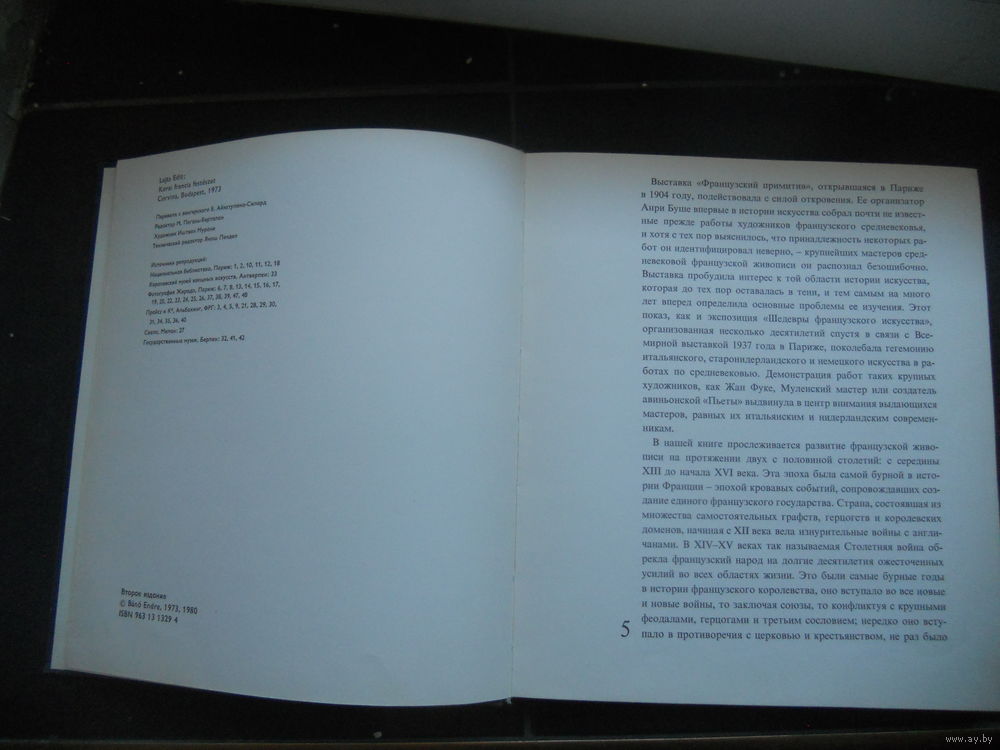 Lajta Edit:
Korai francia festészet
Corvina, Budapest, 1973
Перевела с венгерского
Редактор М.
Художник Иштван Мурани
Технический редактор
Источники репродукций:
Национальная библиотека, Париж: 1, 2, 10, 11, 12, 18
Королевский музей изящных искусств, Антверпен: 23
Фотография Жиродо, Париж: 6, 7, 8, 13, 14, 15, 16, 17,
19, 20, 22, 23, 24, 25, 26, 37, 38, 39, 47, 48
ФРГ: 3, 4, 5, 9, 21, 28, 29, 30,
31, 34, 35, 36, 40
Скала, Милан: 27
Государственные музеи, Берлин: 32, 41, 42
Второе издание
© Bánó Endre, 1973, 1980
ISBN 963 13 1329 4
Выставка «Французский примитив», открывшаяся в Париже
в 1904 году, подействовала с силой откровения. Ее организатор
Анри Буше впервые в истории искусства собрал почти не извест-
ные прежде работы художников французского средневековья,
и хотя с тех пор выяснилось, что принадлежность некоторых ра-
бот он идентифицировал неверно, – крупнейших мастеров сред-
невековой французской живописи он распознал безошибочно.
Выставка пробудила интерес к той области истории искусства,
которая до тех пор оставалась в тени, и тем самым на много
лет вперед определила основные проблемы ее изучения. Этот
показ, как и экспозиция «Шедевры французского искусства»,
организованная несколько десятилетий спустя в связи с Все-
мирной выставкой 1937 года в Париже, поколебала гегемонию
итальянского, старонидерландского и немецкого искусства в ра-
ботах по средневековью. Демонстрация работ таких крупных
художников, как Жан Фуке, Муленский мастер или создатель
авиньонской «Пьеты» выдвинула в центр внимания выдающихся
мастеров, равных их итальянским и нидерландским современ-
никам.
В нашей книге прослеживается развитие французской живо-
писи на протяжении двух с половиной столетий: с середины
XIII до начала XVI века. Эта эпоха была самой бурной в исто-
рии Франции – эпохой кровавых событий, сопровождавших соз-
дание единого французского государства. Страна, состоявшая из
множества самостоятельных графств, герцогств и королевских
доменов, начиная с XII века вела изнурительные войны с англи-
чанами. В XIV–XV веках так называемая Столетняя война об-
рекла французский народ на долгие десятилетия ожесточенных
усилий во всех областях жизни. Это были самые бурные годы
в истории французского королевства, оно вступало во все новые
и новые войны, то заключая союзы, то конфликтуя с крупными
феодалами, герцогами и третьим сословием; нередко оно всту-
пало в противоречия с церковью и крестьянством, не раз было
5
www.ay.by